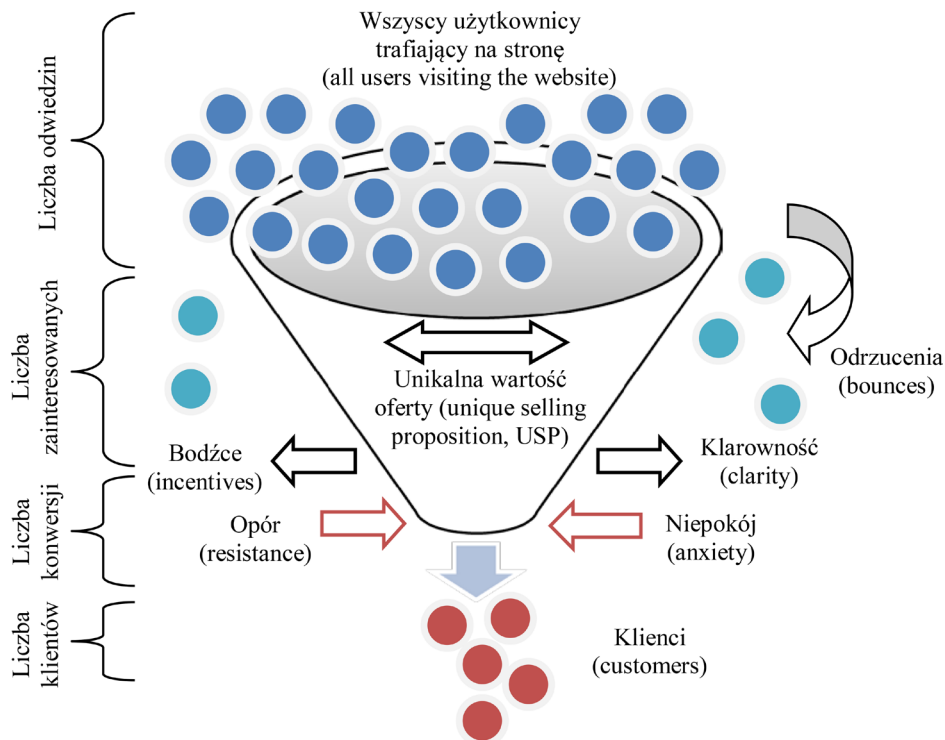 Wszyscy użytkownicy
trafiający na stronę
(all users visiting the website)
Liczba odwiedzin
Liczba
zainteresowanych
Unikalna wartość
oferty (unique selling
proposition, USP)
Odrzucenia
(bounces)
Bodźce
(incentives)
Klarowność
(clarity)
Liczba
konwersji
Opór
(resistance)
Niepokój
(anxiety)
Liczba
klientów
Klienci
(customers)